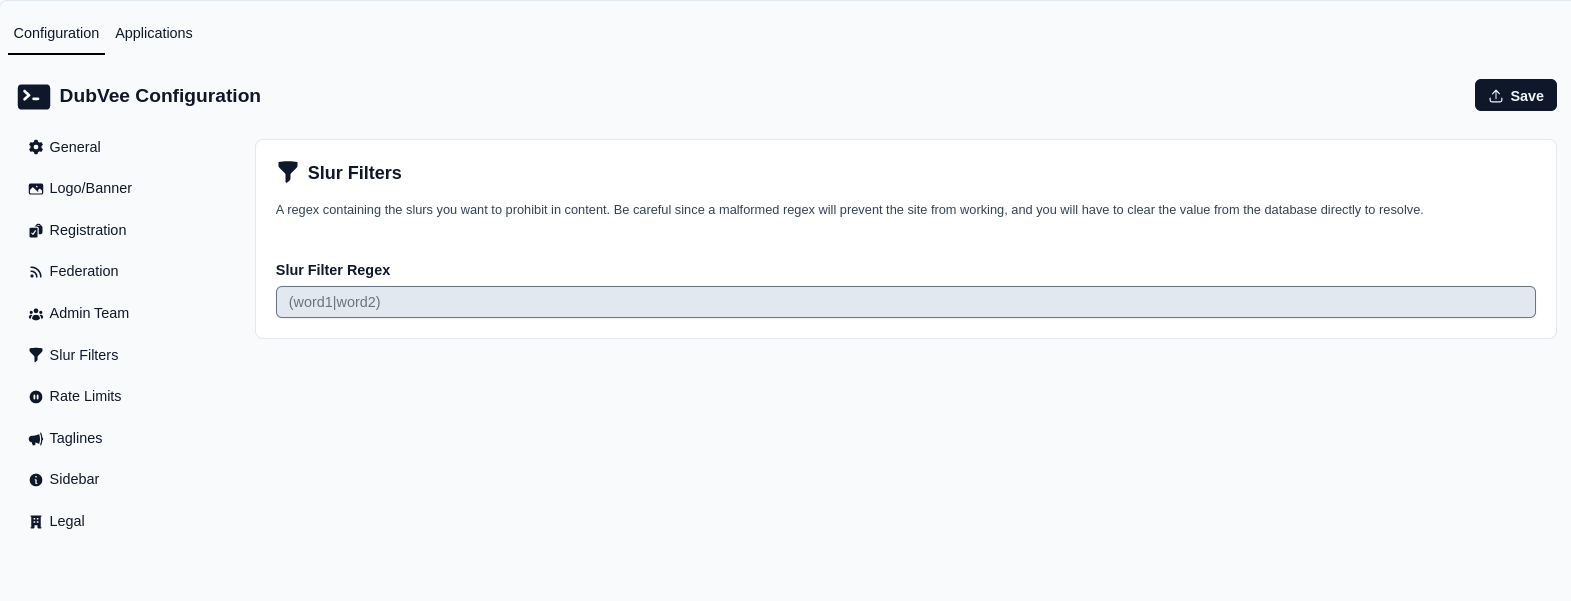 Configuration Applications
DubVee Configuration
Save
General
Logo/Banner
Registration
Federation
Admin Team
Slur Filters
Rate Limits
Taglines
Sidebar
Legal
Slur Filters
A regex containing the slurs you want to prohibit in content. Be careful since a malformed regex will prevent the site from working, and you will have to clear the value from the database directly to resolve.
Slur Filter Regex
(word1|word2)